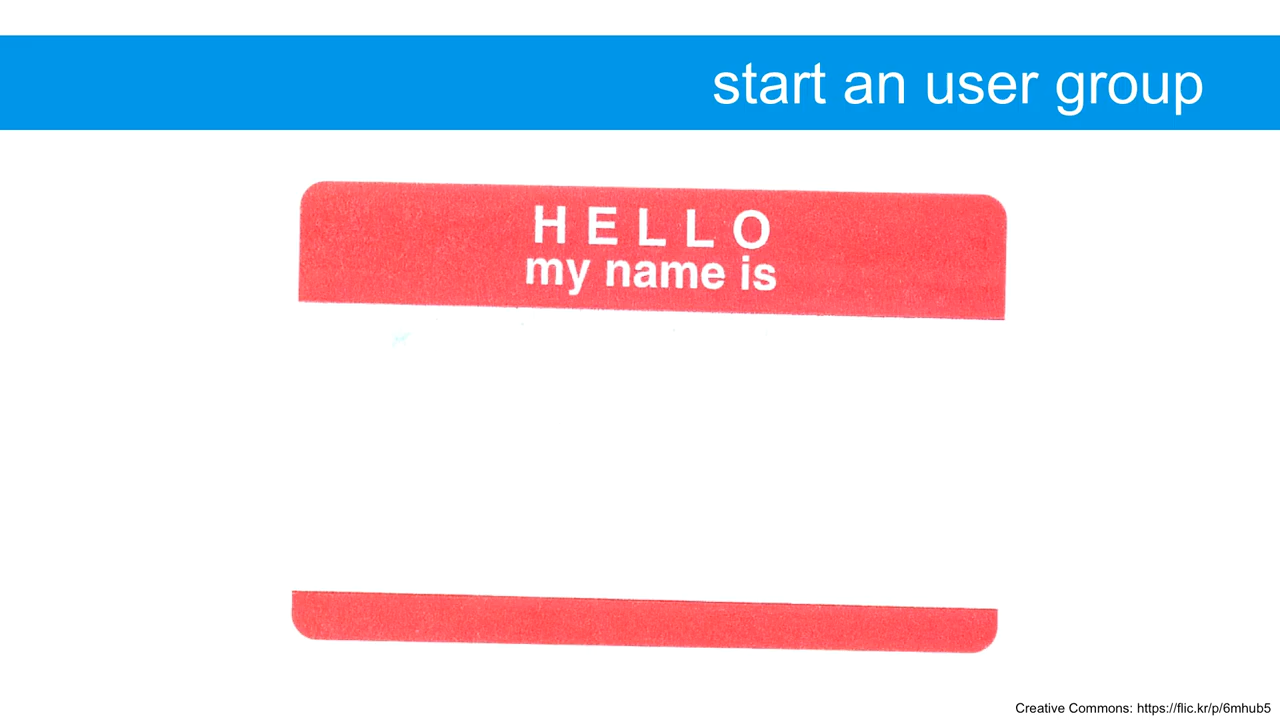 start an user group
HELLO
my name is
Creative Commons: https://flic.kr/p/6mhub5